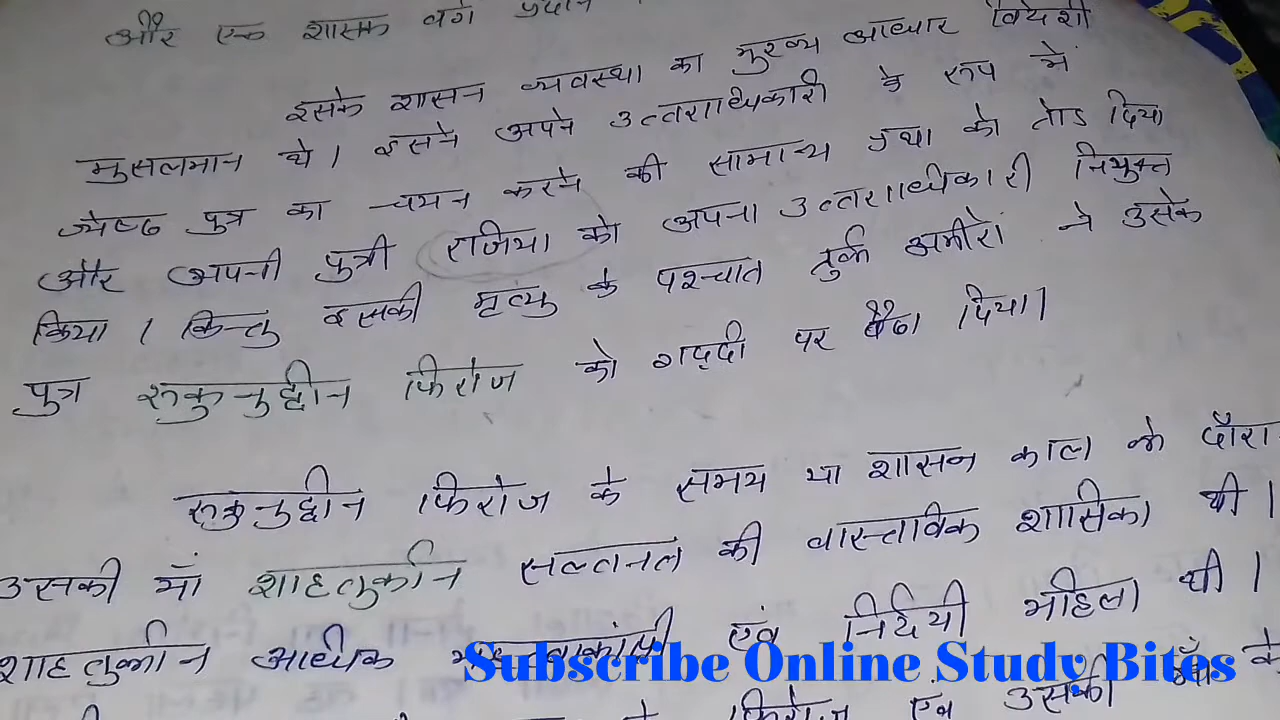 और एक शासक वर्ग प्रदान
इसके शासन व्यवस्था का मुख्य आधार विदेशी
मुसलमान थे। इसने अपने उत्तराधिकारी के रूप में
ज्येष्ठ पुत्र का चयन करने की सामान्य प्रथा को तोड दिया
और अपनी पुत्री रजिया को अपना उत्तराधिकारी नियुक्त
किया। किन्तु इसकी मृत्यु के पश्चात तुर्क अमीरों ने उसके
पुत्र रुकुनुद्दीन फिरोज को गद्दी पर बैठा दिया।
रुकुनुद्दीन फिरोज के समय या शासन काल के दौरा
उसकी माँ शाहतुर्कान सल्तनत की वास्तविक शासिका थी।
शाहतुर्कान अधिक एवं निर्दयी महिला थी।
Subscribe Online Study Bites
फिरोज एवं उसकी माँ के